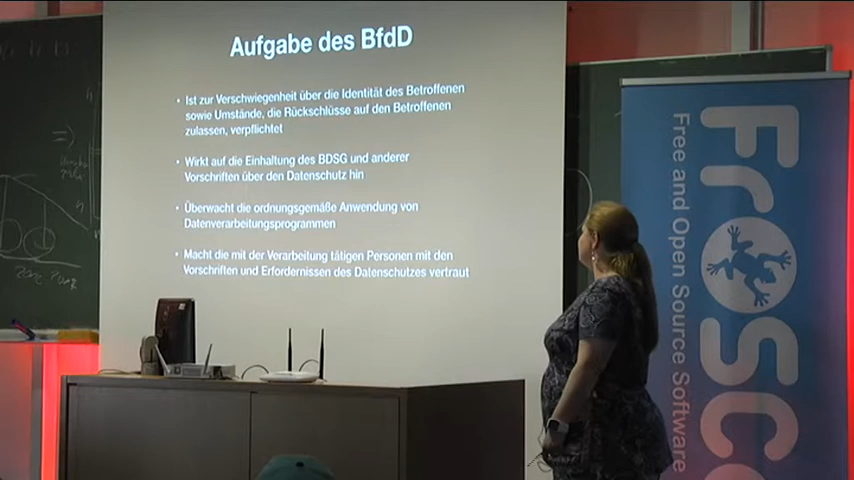 Aufgabe des BfdD
• Ist zur Verschwiegenheit über die Identität des Betroffenen
sowie Umstände, die Rückschlüsse auf den Betroffenen
zulassen, verpflichtet
• Wirkt auf die Einhaltung des BDSG und anderer
Vorschriften über den Datenschutz hin
• Überwacht die ordnungsgemäße Anwendung von
Datenverarbeitungsprogrammen
• Macht die mit der Verarbeitung tätigen Personen mit den
Vorschriften und Erfordernissen des Datenschutzes vertraut
Free and Open Source Software
FrOSC